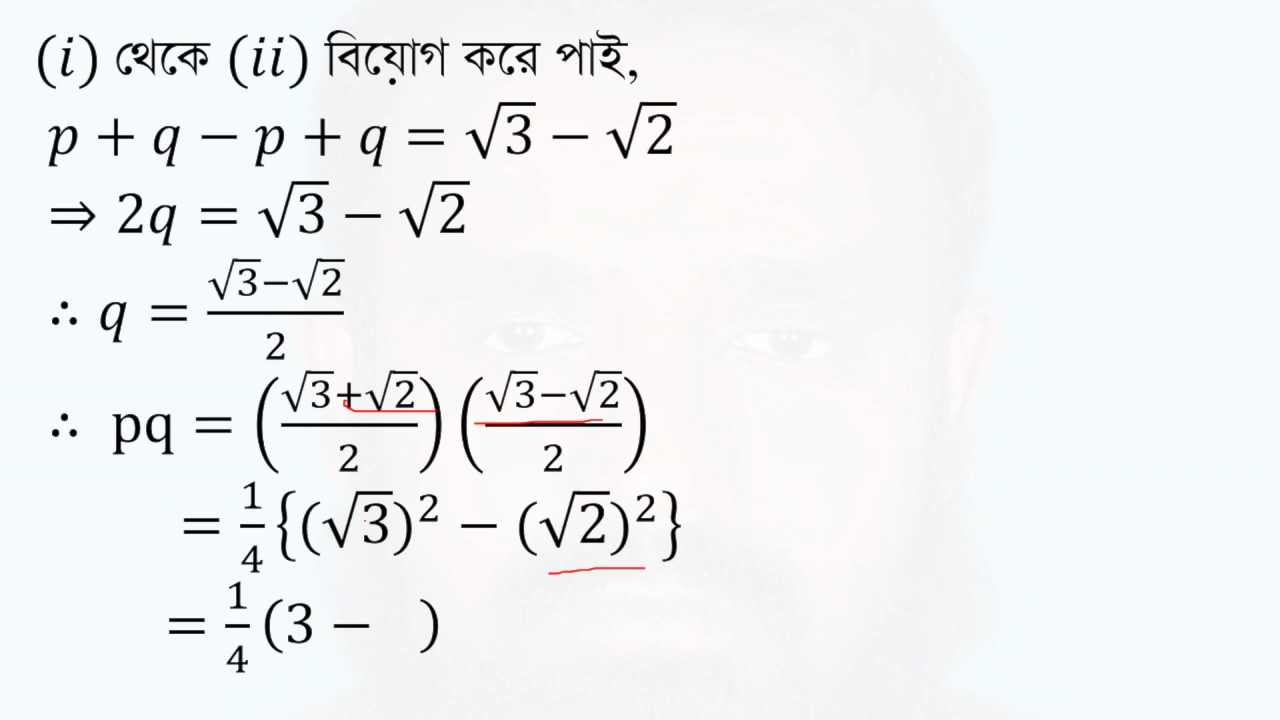 (i) থেকে (ii) বিয়োগ করে পাই,
p + q − p + q = √3 − √2
⇒ 2q = √3 − √2
∴ q = (√3−√2)/2
∴ pq = ((√3+√2)/2)((√3−√2)/2)
= 1/4{(√3)² − (√2)²}
= 1/4(3 − )